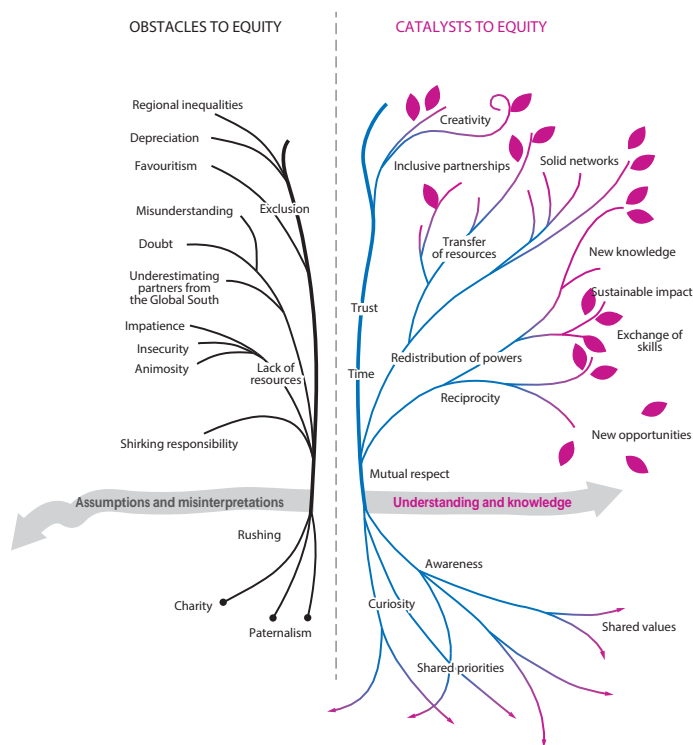 OBSTACLES TO EQUITY
Regional inequalities
Depreciation
Favouritism
Exclusion
Misunderstanding
Doubt
Underestimating
partners from
the Global South
Impatience
Insecurity
Animosity
Lack of
resources
Shirking responsibility
Assumptions and misinterpretations
Rushing
Charity
Paternalism
CATALYSTS TO EQUITY
Creativity
Inclusive partnerships
Solid networks
Transfer
of resources
New knowledge
Sustainable impact
Trust
Exchange of
skills
Redistribution of powers
Time
Reciprocity
New opportunities
Mutual respect
Understanding and knowledge
Awareness
Curiosity
Shared values
Shared priorities